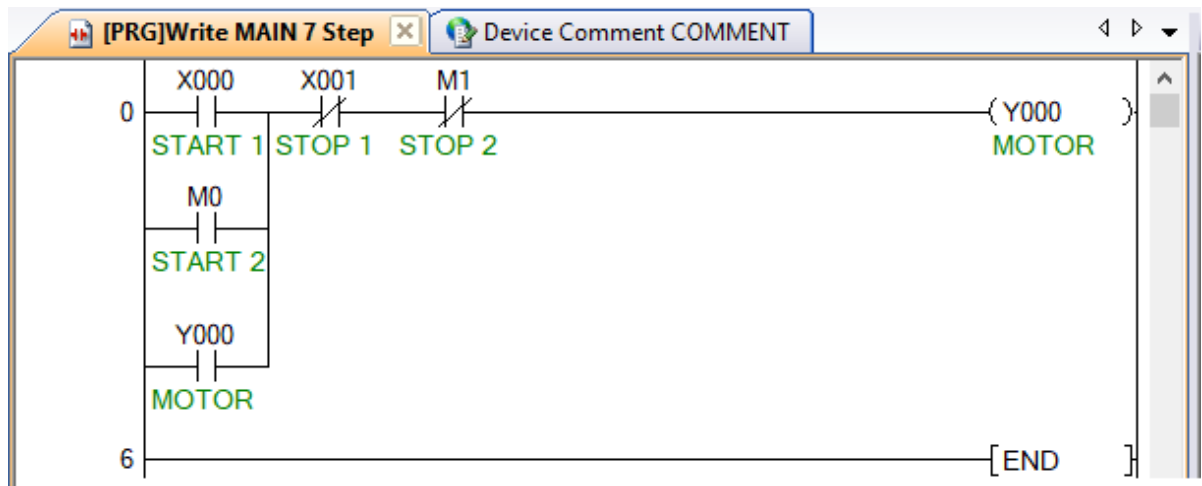 [PRG]Write MAIN 7 Step Device Comment COMMENT
X000 X001 M1
0 Y000
START 1 STOP 1 STOP 2 MOTOR
M0
START 2
Y000
MOTOR
6 END